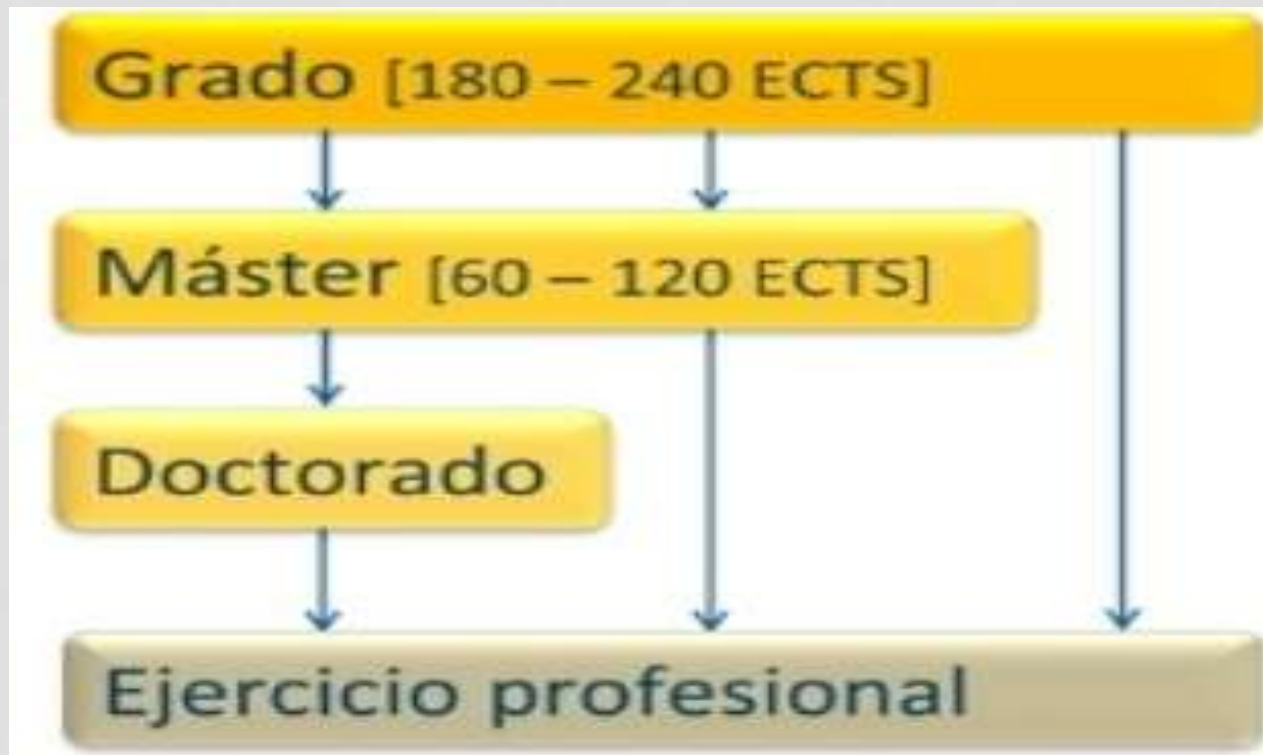 Grado [180 – 240 ECTS]
Máster [60 – 120 ECTS]
Doctorado
Ejercicio profesional